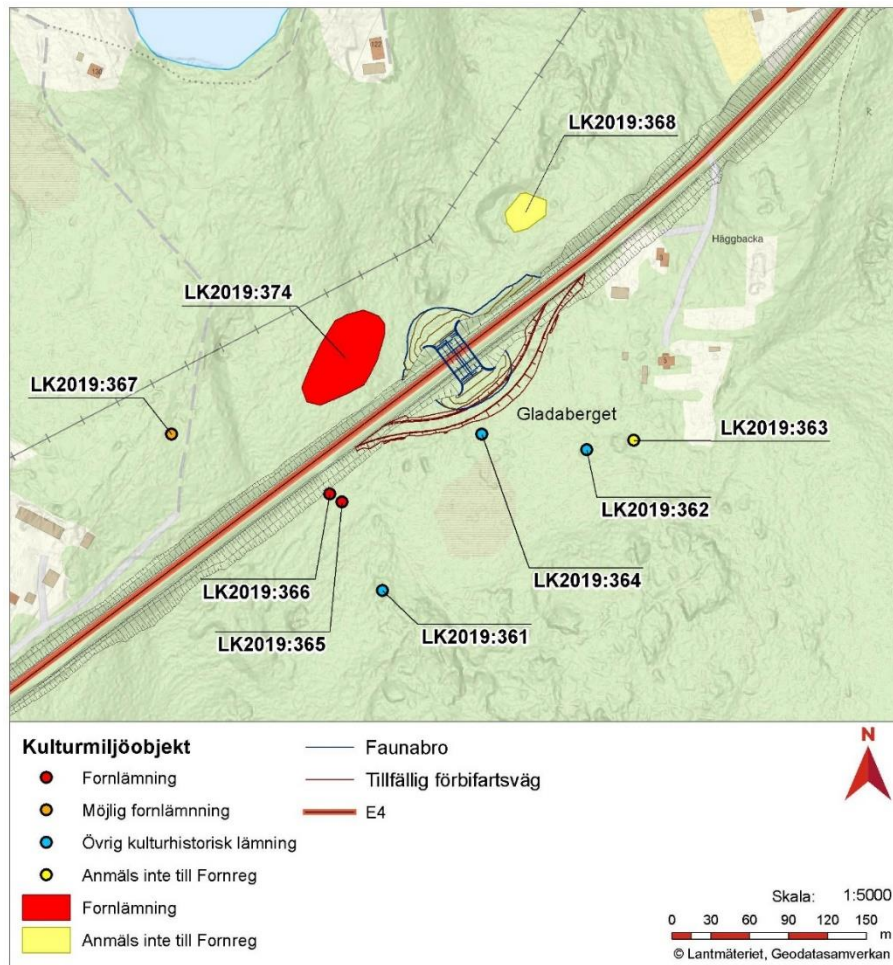 122
130
LK2019:368
Häggbacka
LK2019:374
LK2019:367
Gladaberget
LK2019:363
LK2019:362
LK2019:366
LK2019:364
LK2019:365
LK2019:361
Kulturmiljöobjekt
Fornlämning
Möjlig fornlämnning
Övrig kulturhistorisk lämning
Anmäls inte till Fornreg
Fornlämning
Anmäls inte till Fornreg
Faunabro
Tillfällig förbifartsväg
E4
N
Skala: 1:5000
0 30 60 90 120 150
m
© Lantmäteriet, Geodatasamverkan